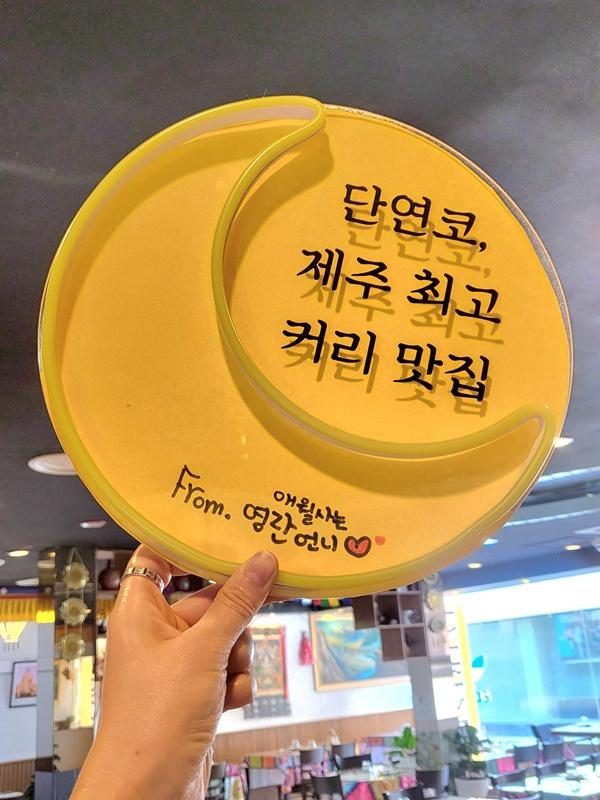 단연코,
제주 최고
커리 맛집
애월사는
From. 영란언니